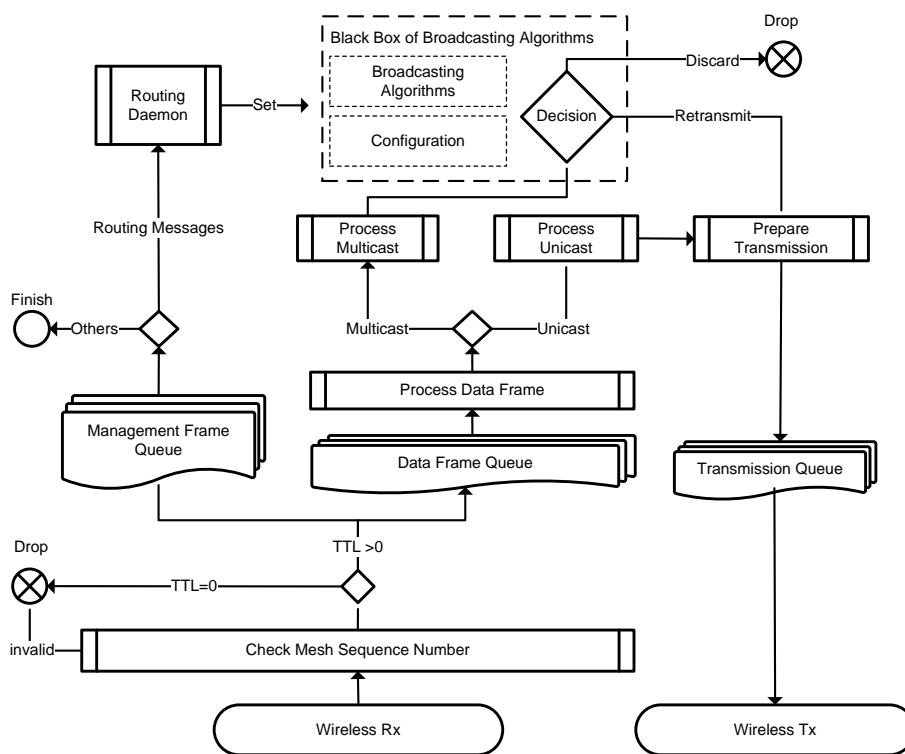 Drop
Black Box of Broadcasting Algorithms
Broadcasting
Algorithms
Discard
Routing
Daemon
Set
Decision
Retransmit
Configuration
Routing Messages
Process
Multicast
Process
Unicast
Prepare
Transmission
Finish
Others
Multicast
Unicast
Process Data Frame
Management Frame
Queue
Data Frame Queue
Transmission Queue
Drop
TTL >0
TTL=0
invalid
Check Mesh Sequence Number
Wireless Rx
Wireless Tx